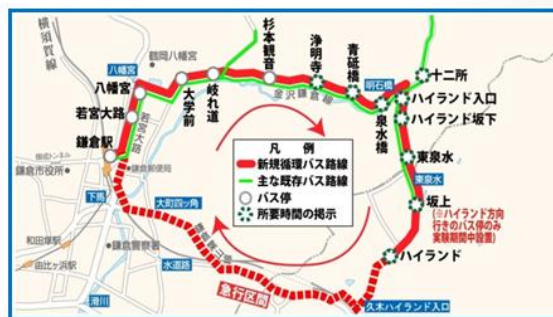 横須賀線
鶴岡八幡宮
八幡宮
八幡宮
若宮大路
若宮大路
鎌倉駅
鎌倉市役所
鎌倉郵便局
下馬
和田塚駅
由比ヶ浜駅
鎌倉警察署
滑川
大町四ッ角
水道路
急行区間
久木ハイランド入口
大学前
岐れ道
杉本観音
金沢鎌倉線
浄明寺
青砥橋
明石橋
泉水橋
十二所
ハイランド入口
ハイランド坂下
東泉水
東泉水
坂上
(※ハイランド方向
行きのバス停のみ
実験期間中設置)
ハイランド
凡 例
新規循環バス路線
主な既存バス路線
バス停
所要時間の掲示